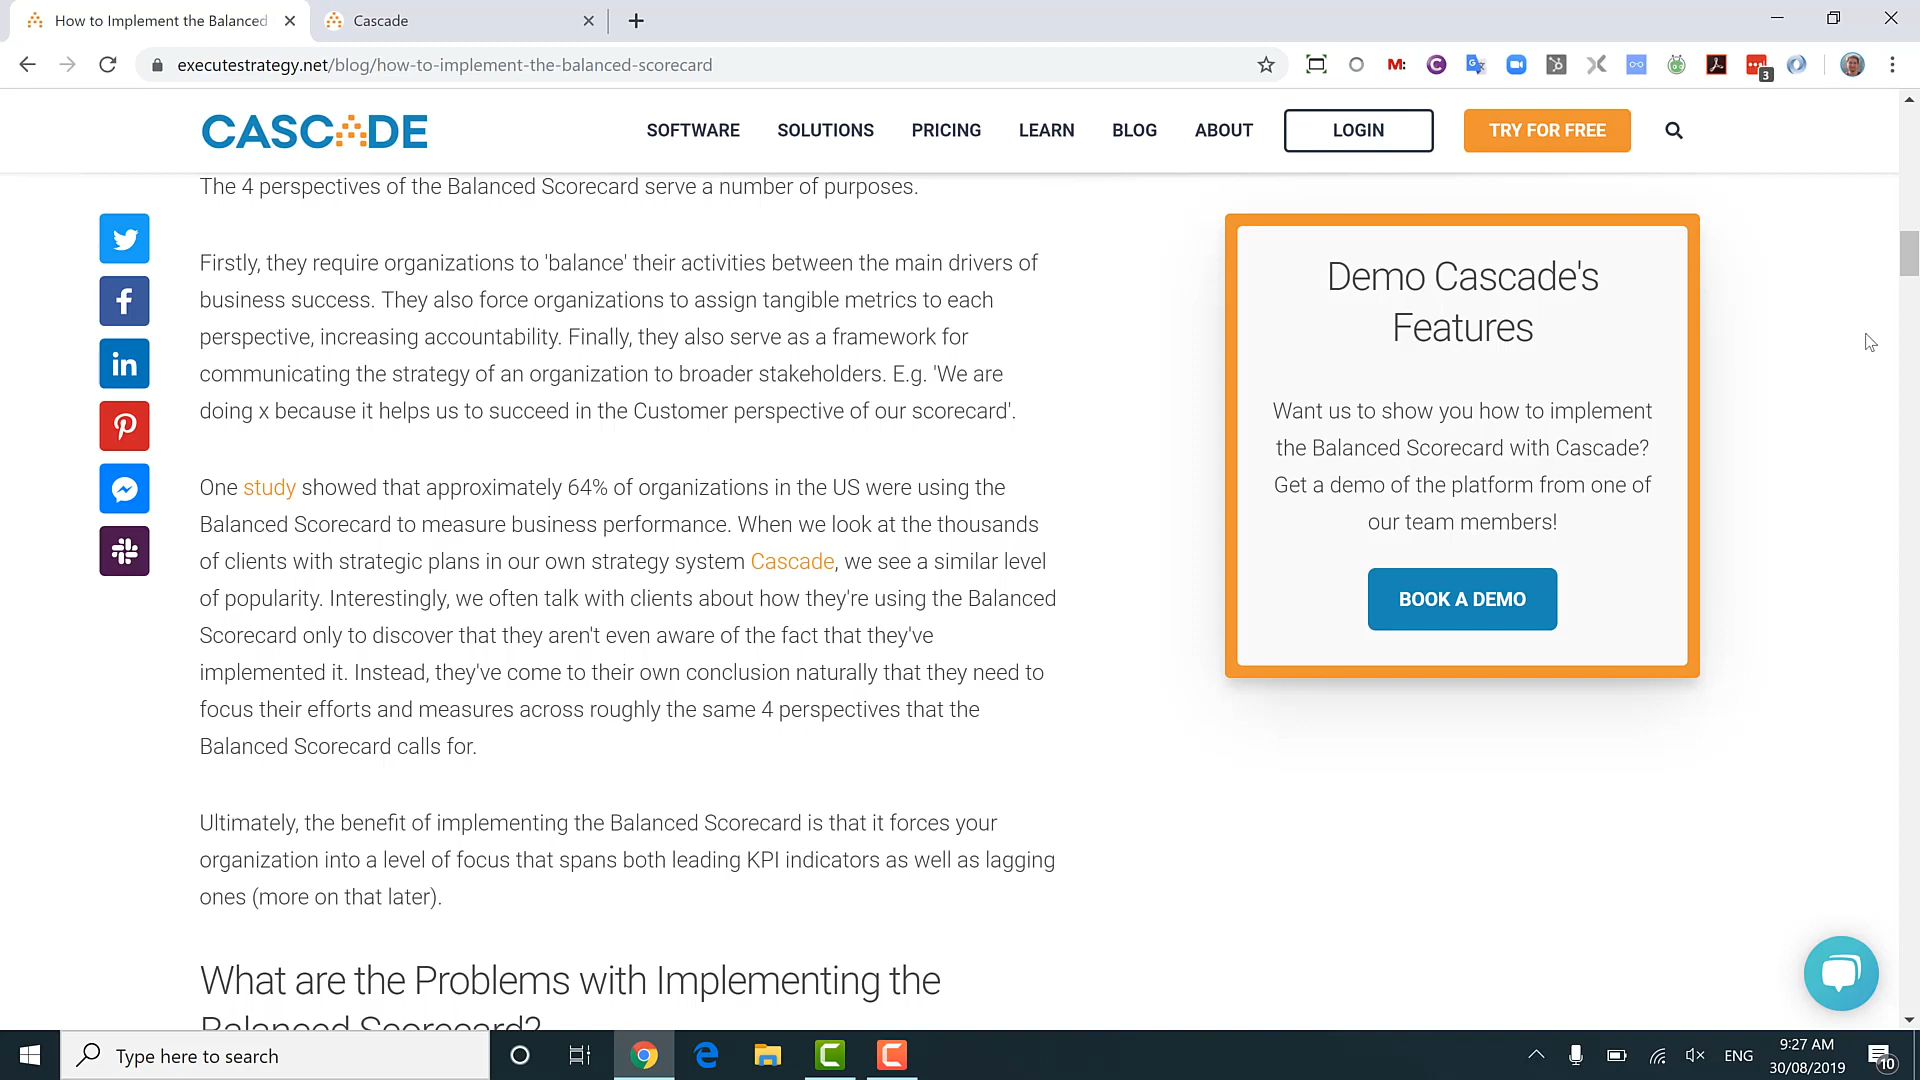 How to Implement the Balanced
Cascade
executestrategy.net/blog/how-to-implement-the-balanced-scorecard
M:
3
CASCADE
SOFTWARE
SOLUTIONS
PRICING
LEARN
BLOG
ABOUT
LOGIN
TRY FOR FREE
The 4 perspectives of the Balanced Scorecard serve a number of purposes.
Firstly, they require organizations to 'balance' their activities between the main drivers of
business success. They also force organizations to assign tangible metrics to each
perspective, increasing accountability. Finally, they also serve as a framework for
communicating the strategy of an organization to broader stakeholders. E.g. 'We are
doing x because it helps us to succeed in the Customer perspective of our scorecard'.
One study showed that approximately 64% of organizations in the US were using the
Balanced Scorecard to measure business performance. When we look at the thousands
of clients with strategic plans in our own strategy system Cascade, we see a similar level
of popularity. Interestingly, we often talk with clients about how they're using the Balanced
Scorecard only to discover that they aren't even aware of the fact that they've
implemented it. Instead, they've come to their own conclusion naturally that they need to
focus their efforts and measures across roughly the same 4 perspectives that the
Balanced Scorecard calls for.
Ultimately, the benefit of implementing the Balanced Scorecard is that it forces your
organization into a level of focus that spans both leading KPI indicators as well as lagging
ones (more on that later).
What are the Problems with Implementing the
Balanced Scorecard?
Demo Cascade's
Features
Want us to show you how to implement
the Balanced Scorecard with Cascade?
Get a demo of the platform from one of
our team members!
BOOK A DEMO
Type here to search
ENG
9:27 AM
30/08/2019
10